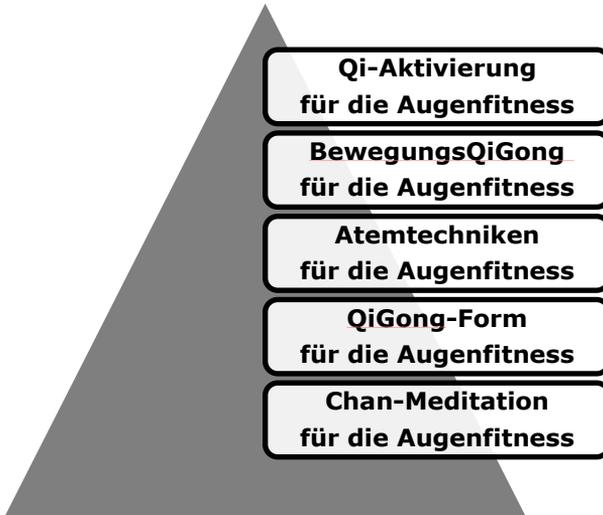 Qi-Aktivierung
für die Augenfitness
BewegungsQiGong
für die Augenfitness
Atemtechniken
für die Augenfitness
QiGong-Form
für die Augenfitness
Chan-Meditation
für die Augenfitness